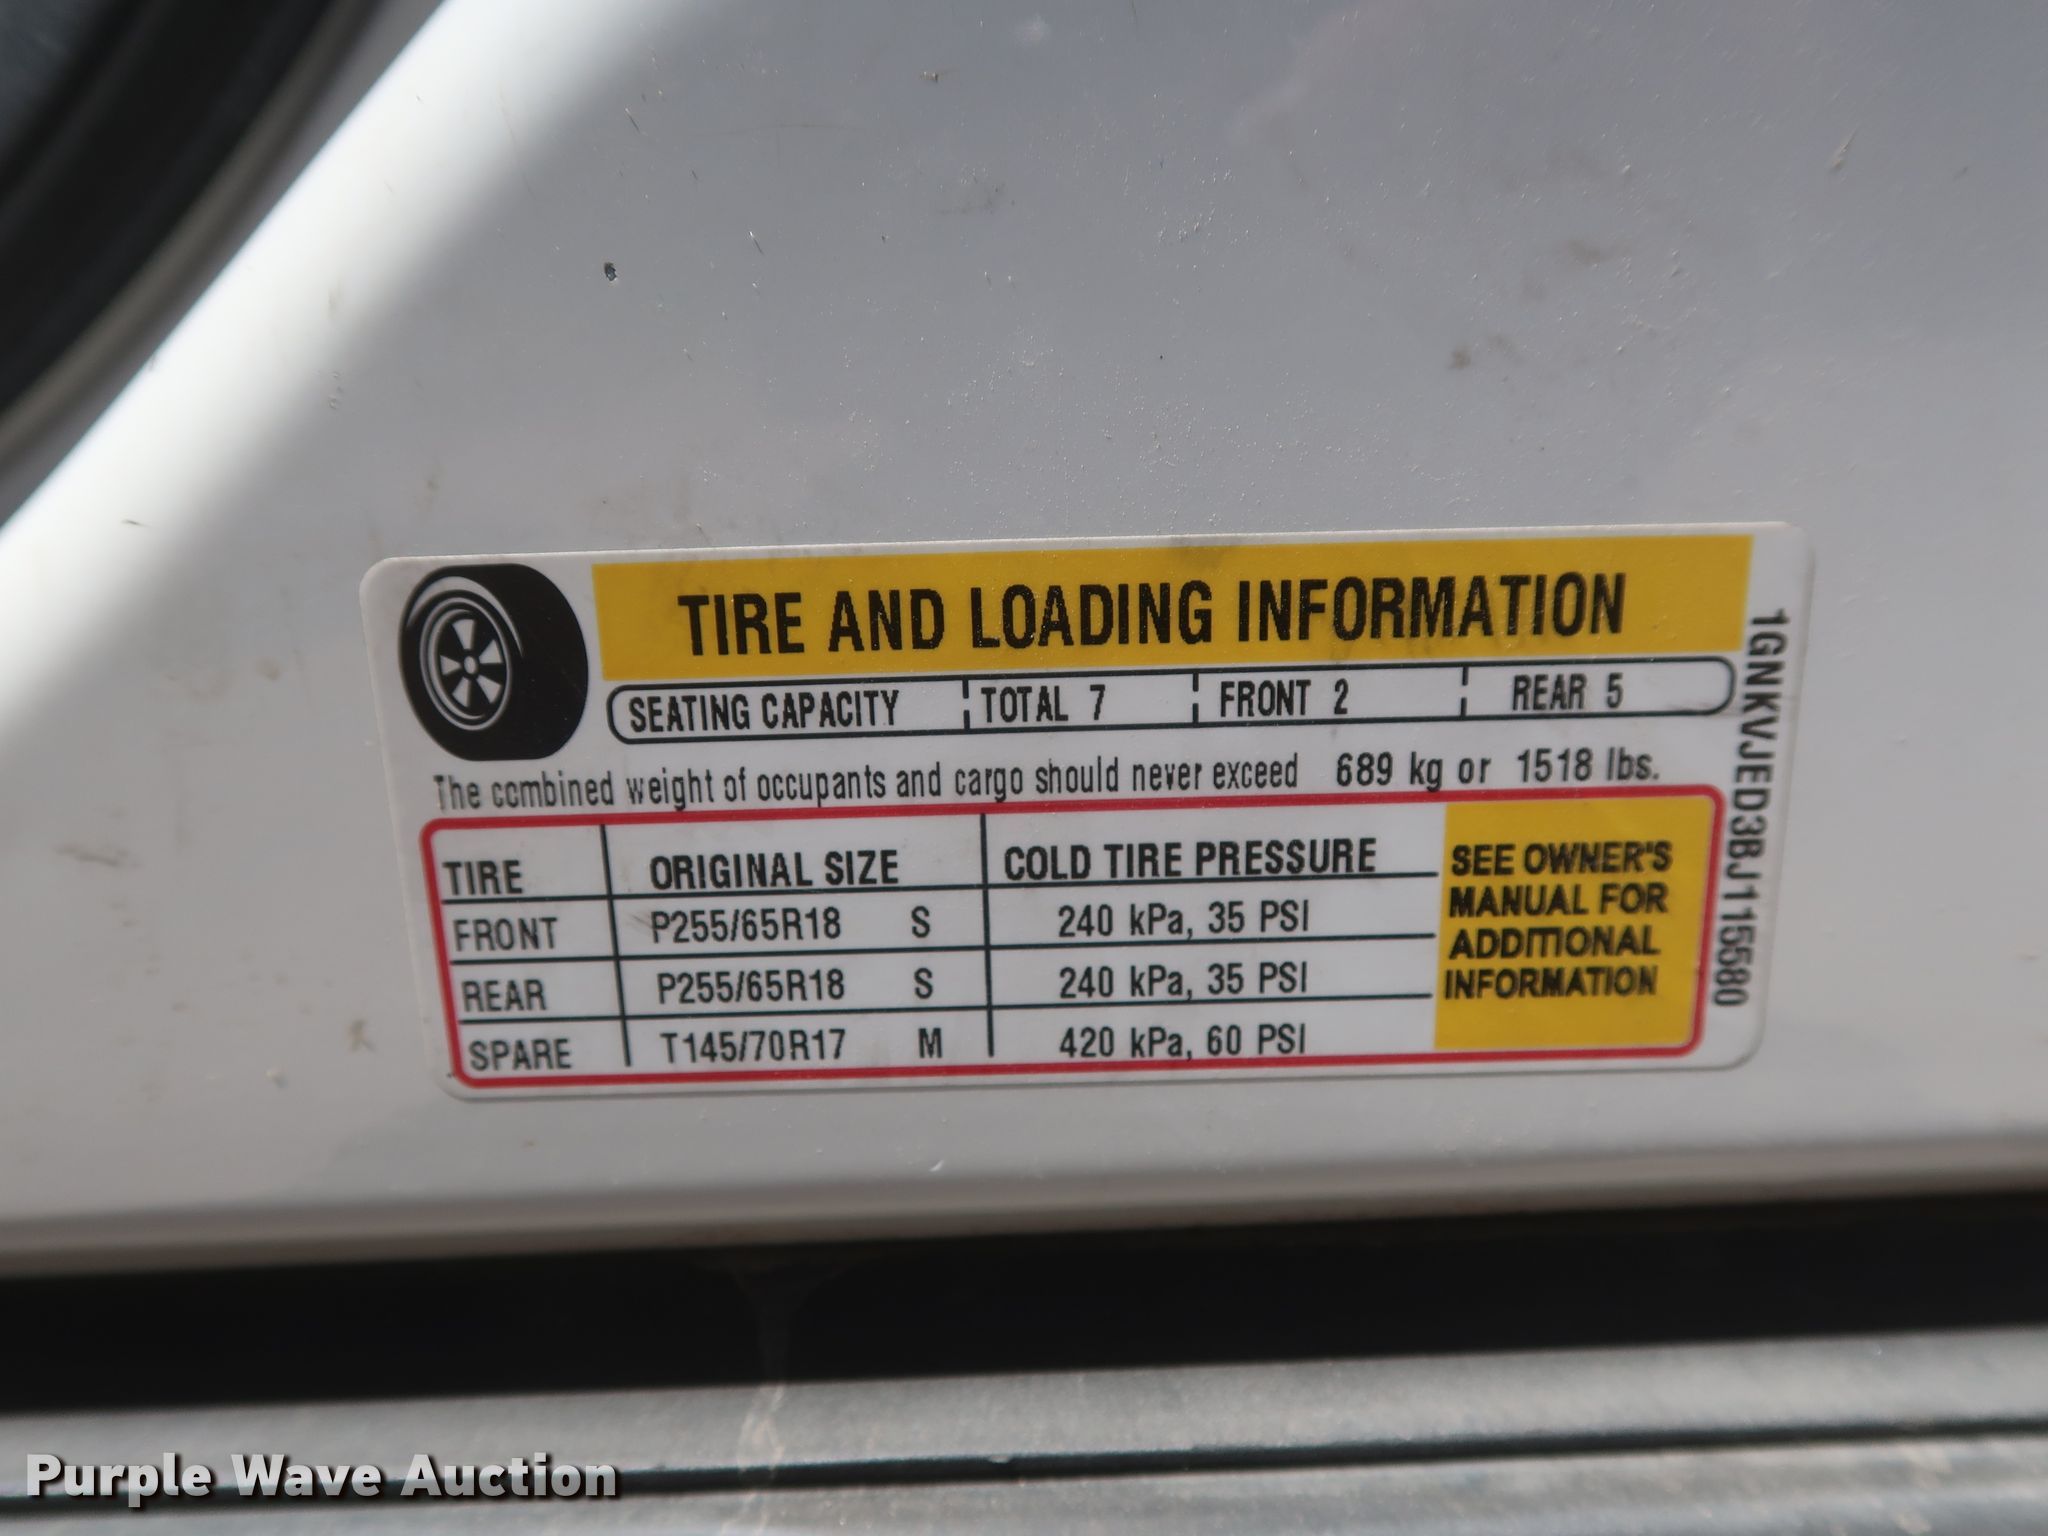 TIRE AND LOADING INFORMATION
SEATING CAPACITY TOTAL 7 FRONT 2 REAR 5
The combined weight of occupants and cargo should never exceed 689 kg or 1518 lbs.
TIRE ORIGINAL SIZE COLD TIRE PRESSURE
FRONT P255/65R18 S 240 kPa, 35 PSI
REAR P255/65R18 S 240 kPa, 35 PSI
SPARE T145/70R17 M 420 kPa, 60 PSI
SEE OWNER'S
MANUAL FOR
ADDITIONAL
INFORMATION
1GNKVJED3BJ115580
Purple Wave Auction